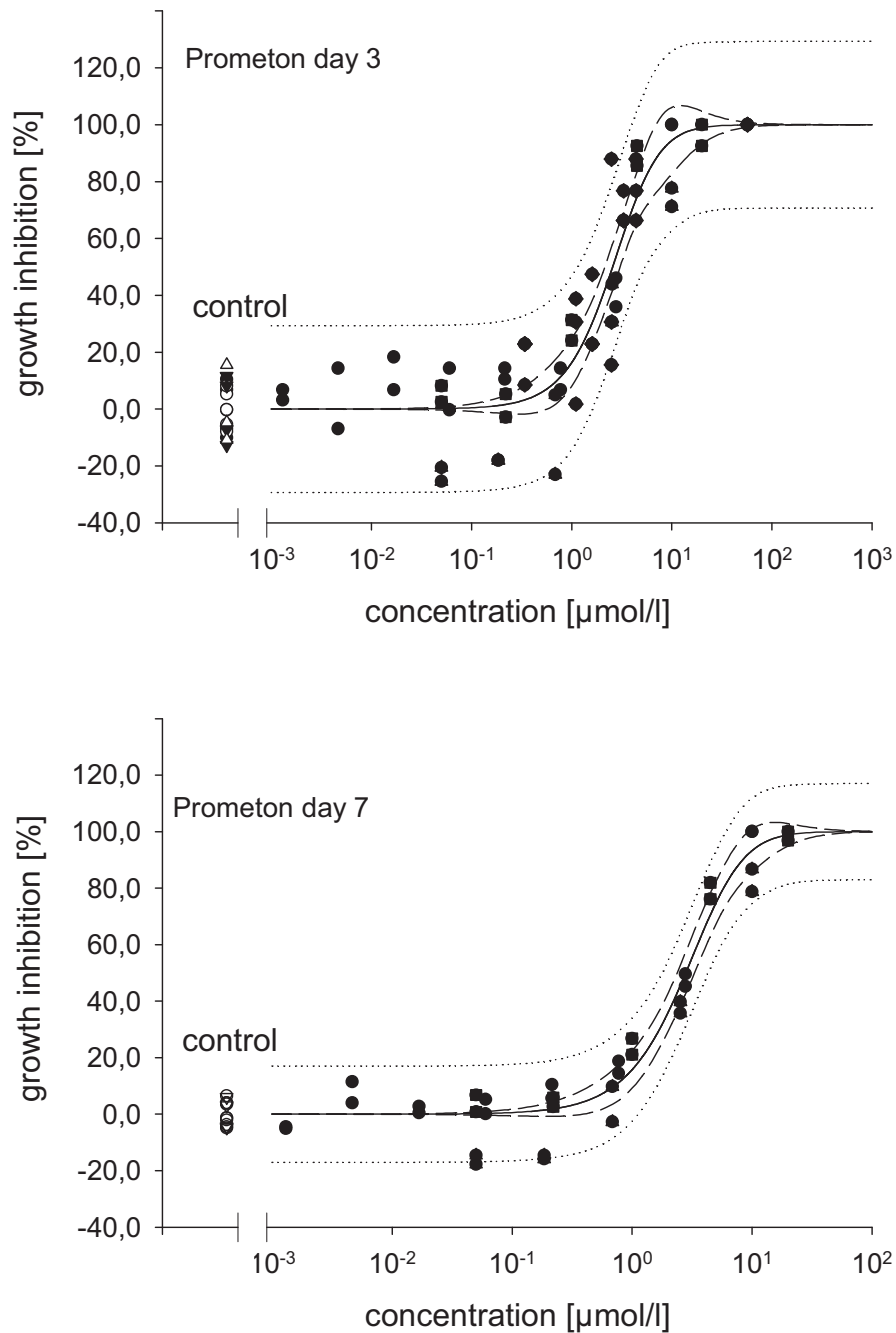 Prometon day 3
120,0
100,0
80,0
60,0
40,0
20,0
0,0
-20,0
-40,0
growth inhibition [%]
control
10-3 10-2 10-1 100 101 102 103
concentration [µmol/l]
Prometon day 7
120,0
100,0
80,0
60,0
40,0
20,0
0,0
-20,0
-40,0
growth inhibition [%]
control
10-3 10-2 10-1 100 101 102
concentration [µmol/l]